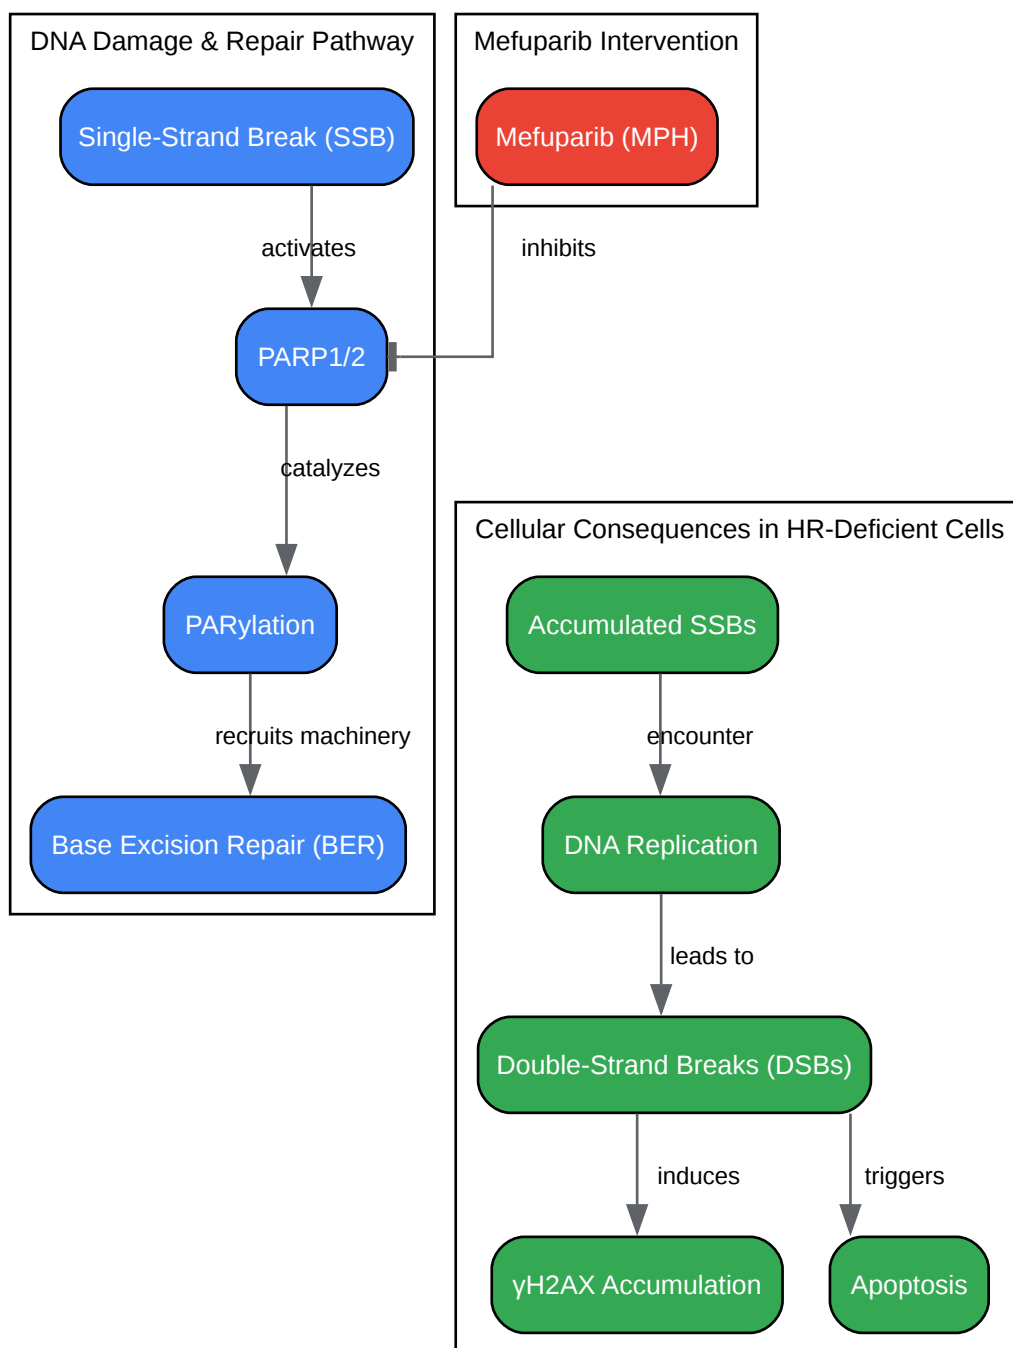 DNA Damage & Repair Pathway
Single-Strand Break (SSB)
activates
PARP1/2
catalyzes
PARylation
recruits machinery
Base Excision Repair (BER)
Mefuparib Intervention
Mefuparib (MPH)
inhibits
Cellular Consequences in HR-Deficient Cells
Accumulated SSBs
encounter
DNA Replication
leads to
Double-Strand Breaks (DSBs)
induces
triggers
γH2AX Accumulation
Apoptosis